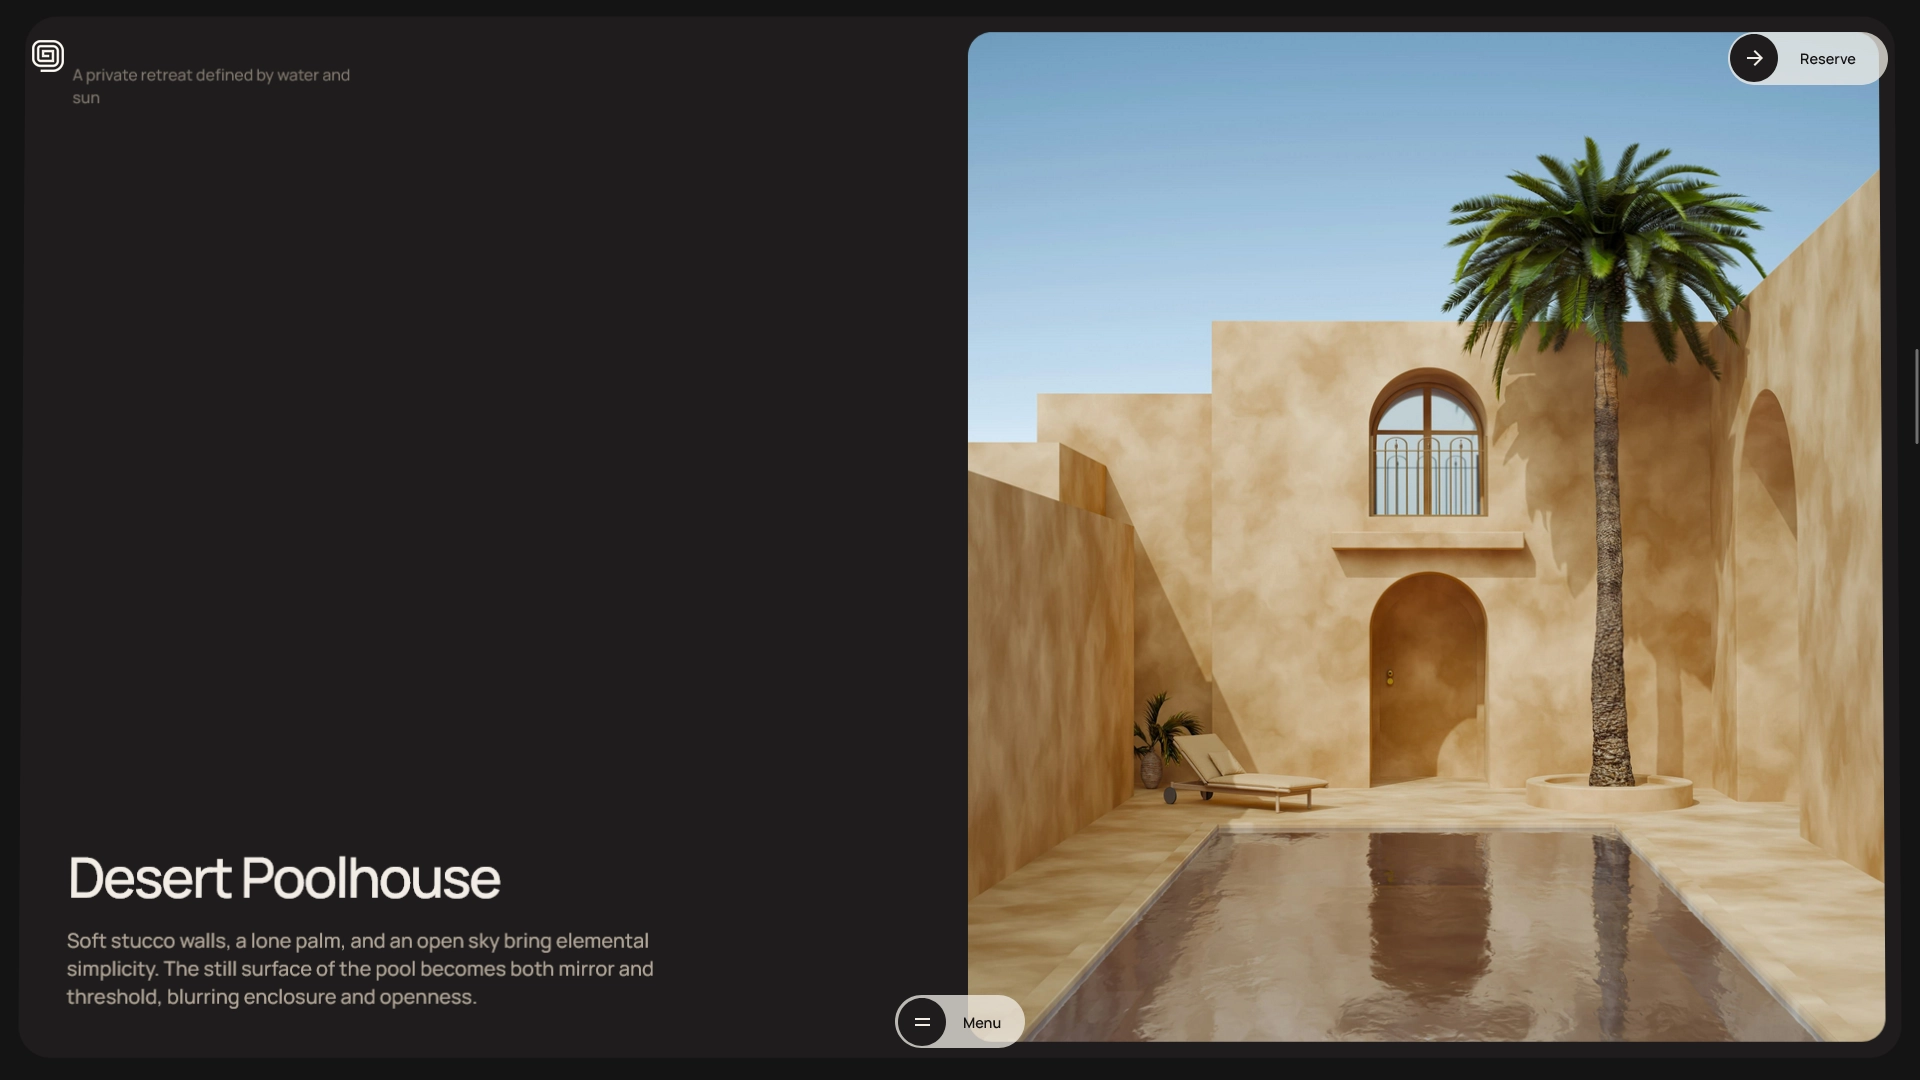 A private retreat defined by water and
sun
Reserve
Desert Poolhouse
Soft stucco walls, a lone palm, and an open sky bring elemental
simplicity. The still surface of the pool becomes both mirror and
threshold, blurring enclosure and openness.
Menu